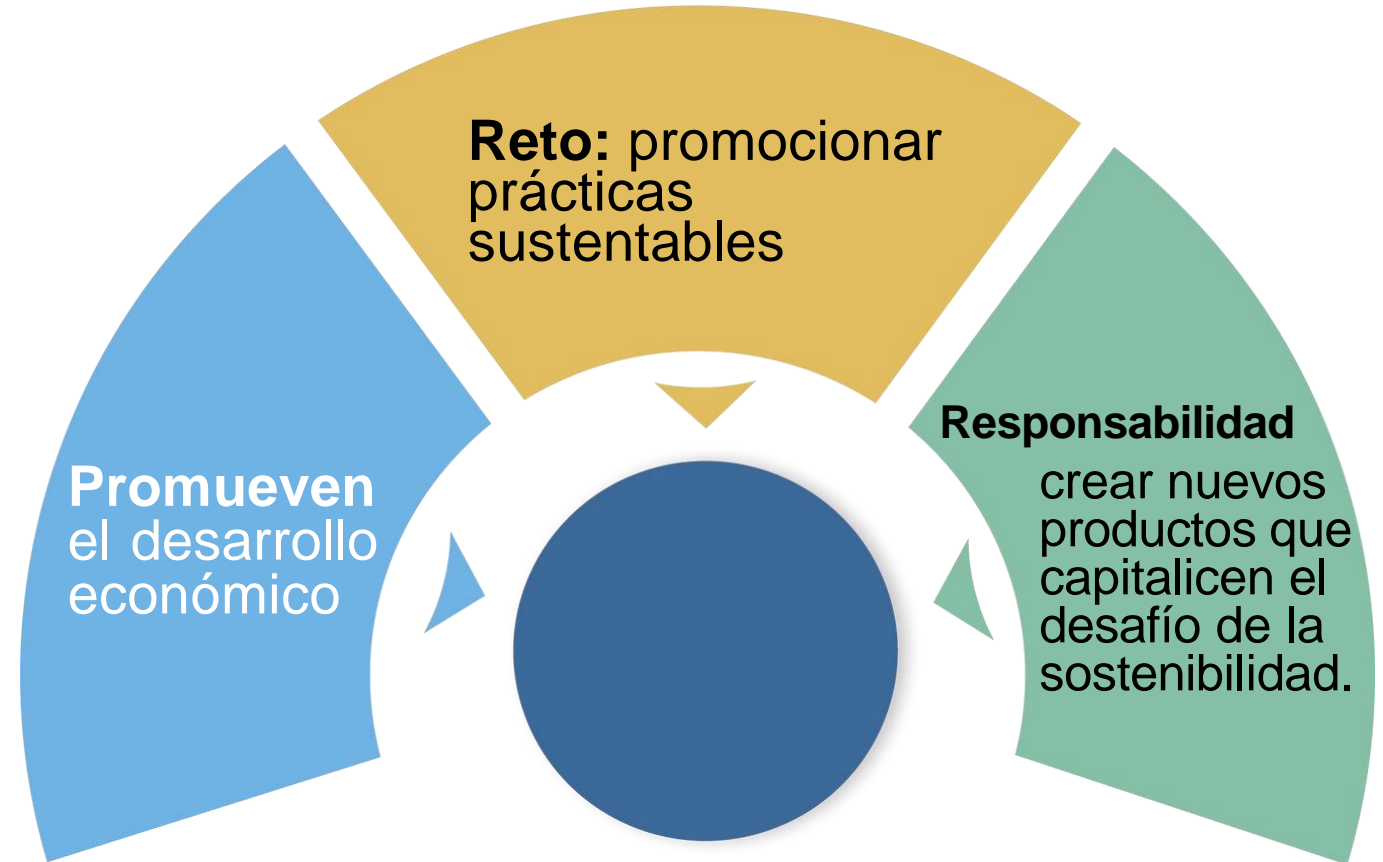 Promueven
el desarrollo
económico
Reto: promocionar
prácticas
sustentables
Responsabilidad
crear nuevos
productos que
capitalicen el
desafío de la
sostenibilidad.